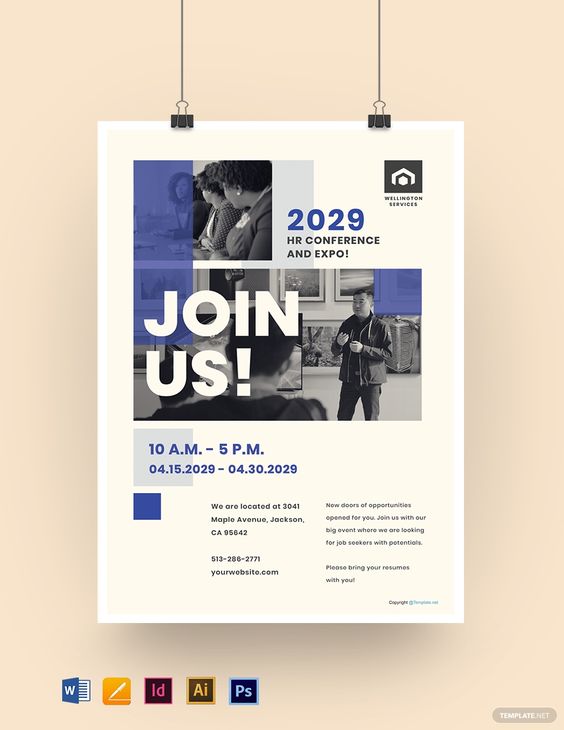 WELLINGTON
SERVICES
2029
HR CONFERENCE
AND EXPO!
JOIN
US!
10 A.M. - 5 P.M.
04.15.2029 - 04.30.2029
We are located at 3041
Maple Avenue, Jackson,
CA 95642
513-286-2771
yourwebsite.com
New doors of opportunities
opened for you. Join us with our
big event where we are looking
for job seekers with potentials.
Please bring your resumes
with you!
Copyright @Template.net
W
Id
Ai
Ps
TEMPLATE.NET